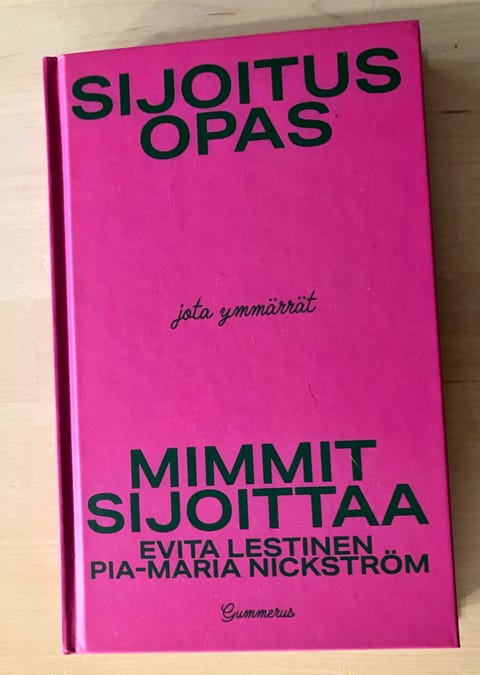 SIJOITUS
OPAS
jota ymmärrät
MIMMIT
SIJOITTAA
EVITA LESTINEN
PIA-MARIA NICKSTRÖM
Gummerus